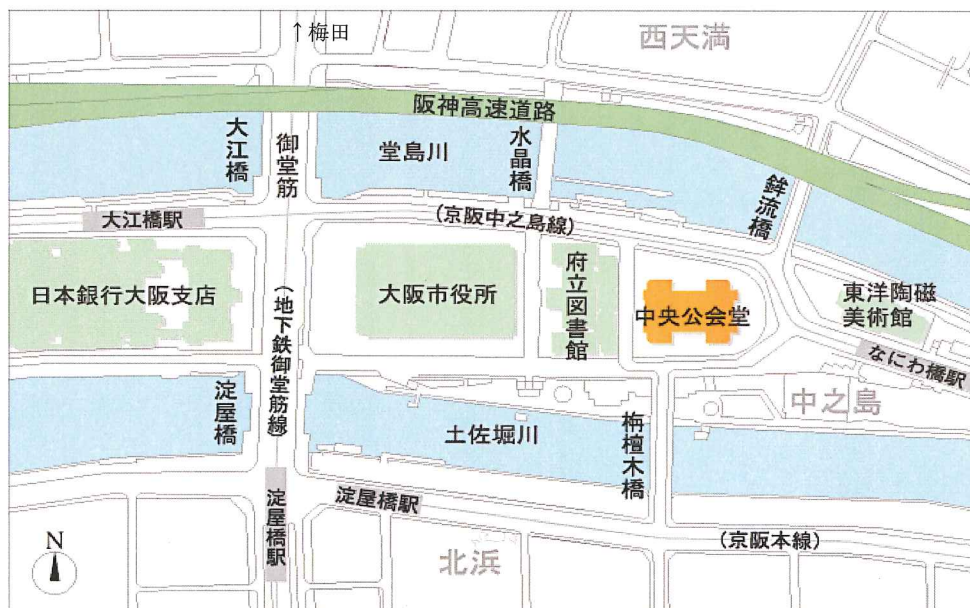 ↑梅田
西天満
阪神高速道路
大江橋
御堂筋
堂島川
水晶橋
鉾流橋
大江橋駅
(京阪中之島線)
日本銀行大阪支店
(地下鉄御堂筋線)
大阪市役所
府立図書館
中央公会堂
東洋陶磁
美術館
なにわ橋駅
中之島
淀屋橋
土佐堀川
栴檀木橋
淀屋橋駅
淀屋橋駅
北浜
(京阪本線)
N